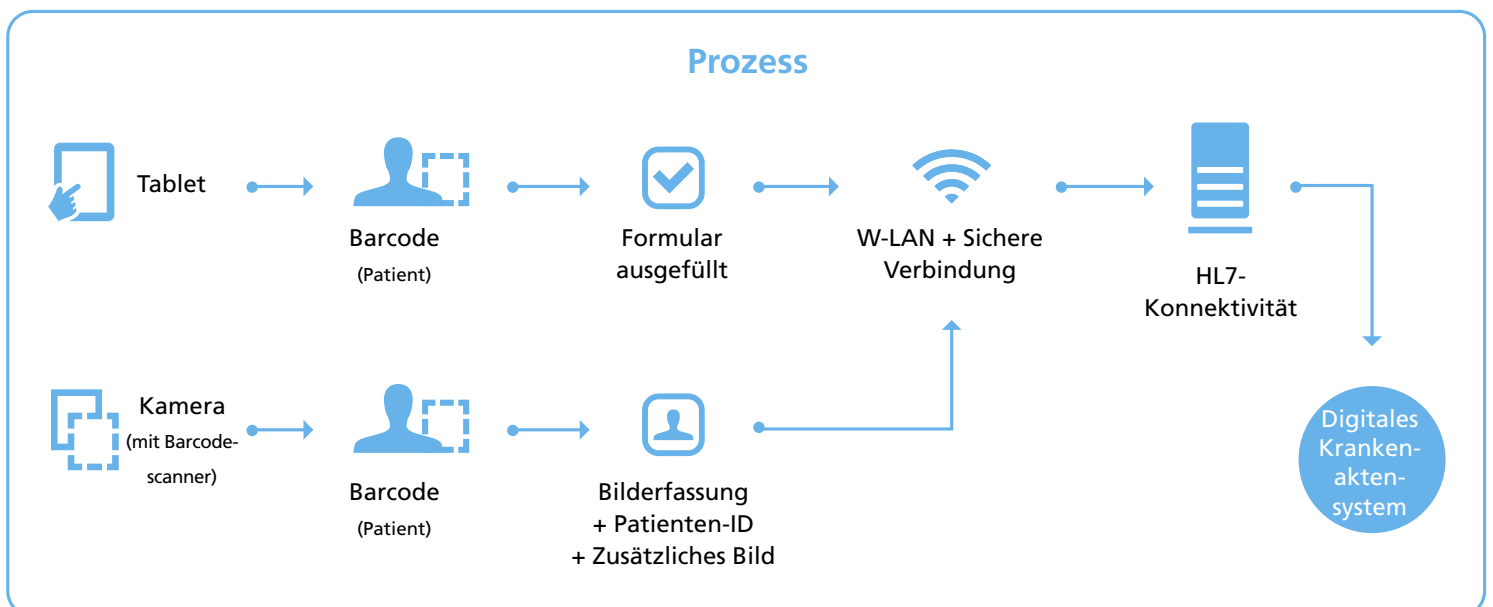 Prozess
Tablet
Barcode
(Patient)
Formular
ausgefüllt
W-LAN + Sichere
Verbindung
HL7-
Konnektivität
Kamera
(mit Barcode-
scanner)
Barcode
(Patient)
Bilderfassung
+ Patienten-ID
+ Zusätzliches Bild
Digitales
Kranken-
akten-
system